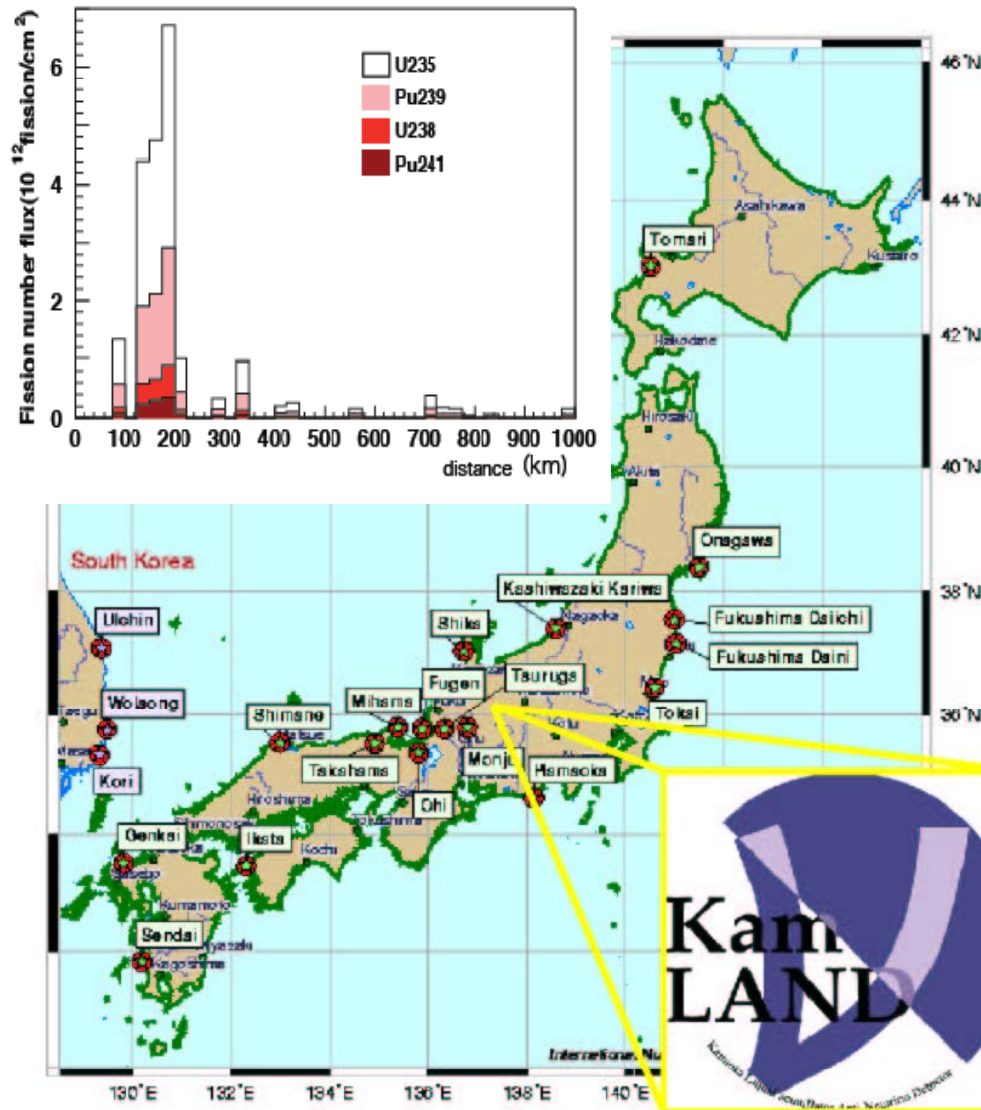 Fission number flux(10 ¹²fission/cm²)
6
4
2
0
U235
Pu239
U238
Pu241
0 100 200 300 400 500 600 700 800 900 1000
distance (km)
46°N
44°N
42°N
40°N
38°N
36°N
Asahikawa
Kushiro
Tomari
Hakodate
Hirosaki
Akita
Onagawa
South Korea
Kashiwazaki Kariwa
Nagaoka
Ulchin
Shika
Fukushima Daiichi
Fukushima Daini
Fugen
Tsuruga
Mihama
Wolsong
Shimane
Tokai
Takahama
Monju
Hamaoka
Kori
Hiroshima
Ohi
Genkai
Ikata
Kochi
Kumamoto
Sendai
Kagoshima
Kam
LAND
130°E 132°E 134°E 136°E 138°E 140°E